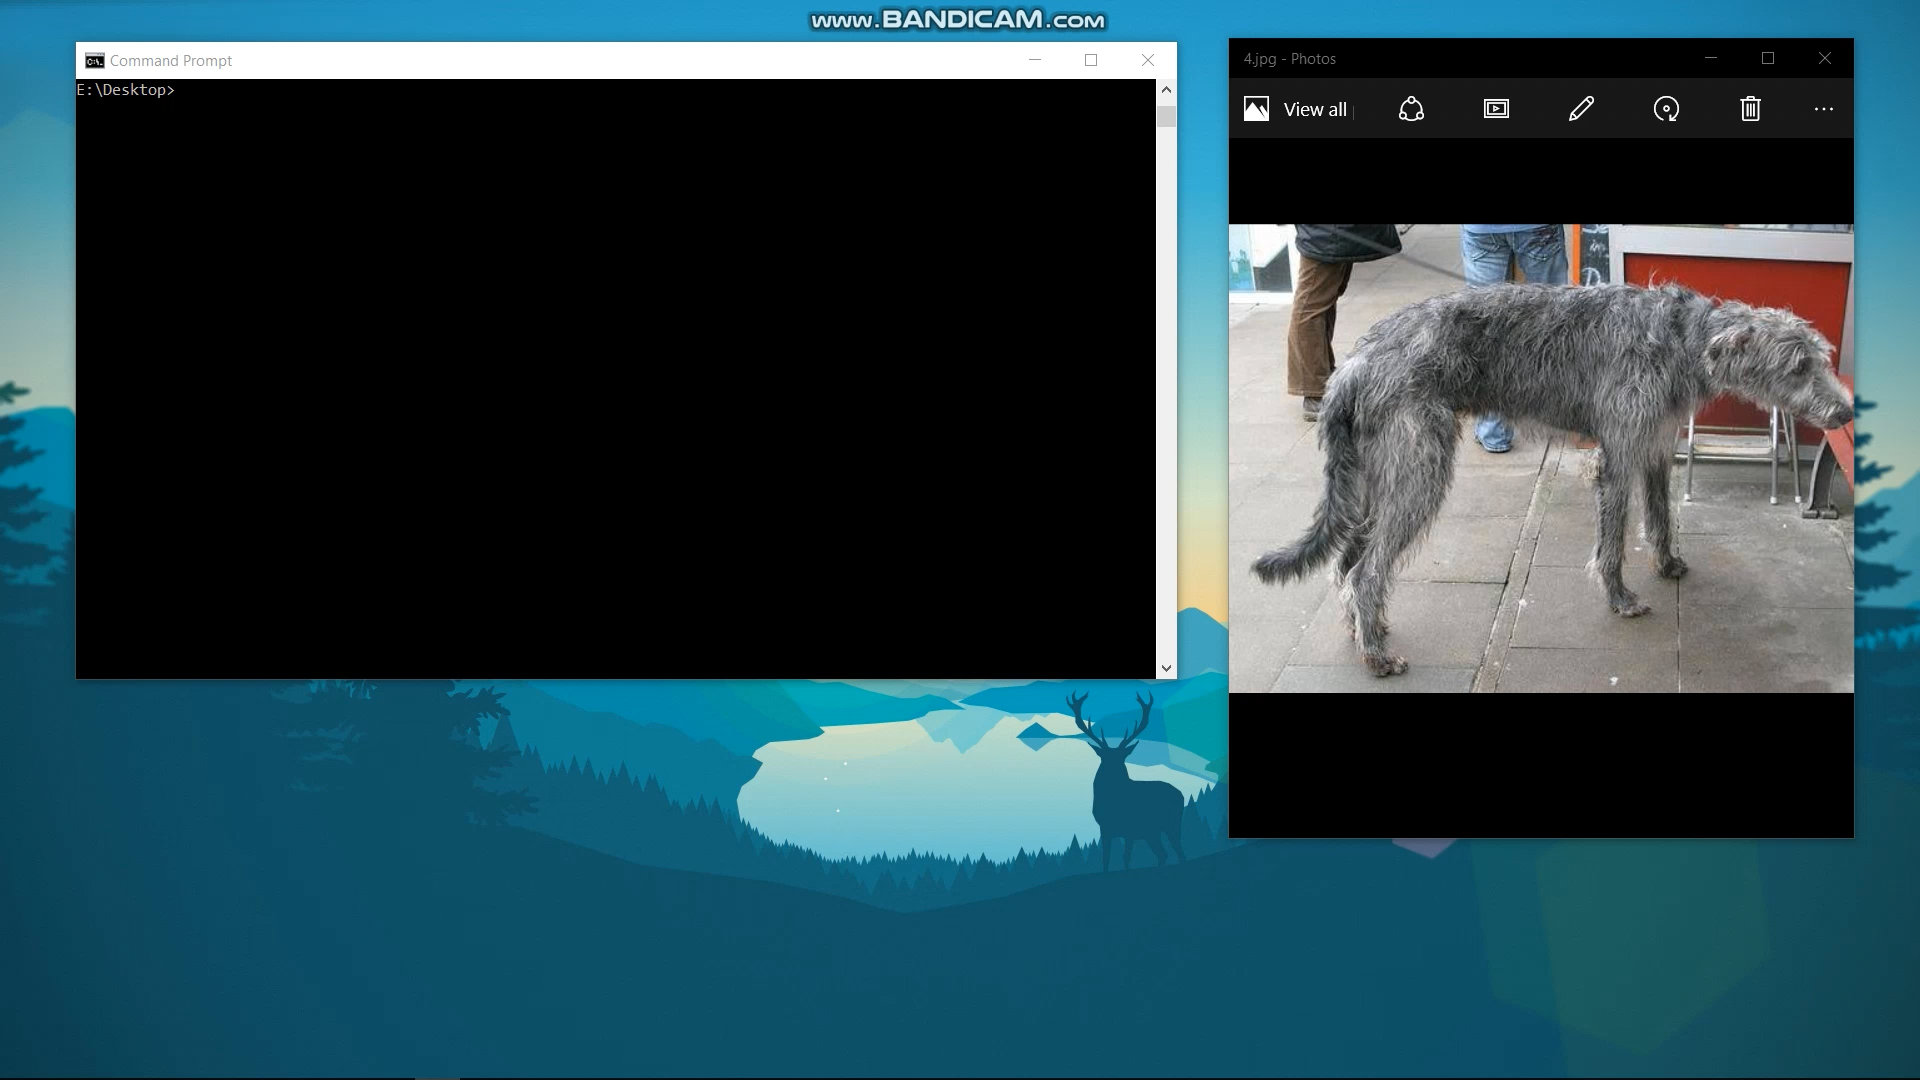 www.BANDICAM.com
Command Prompt
E:\Desktop>
4.jpg - Photos
View all